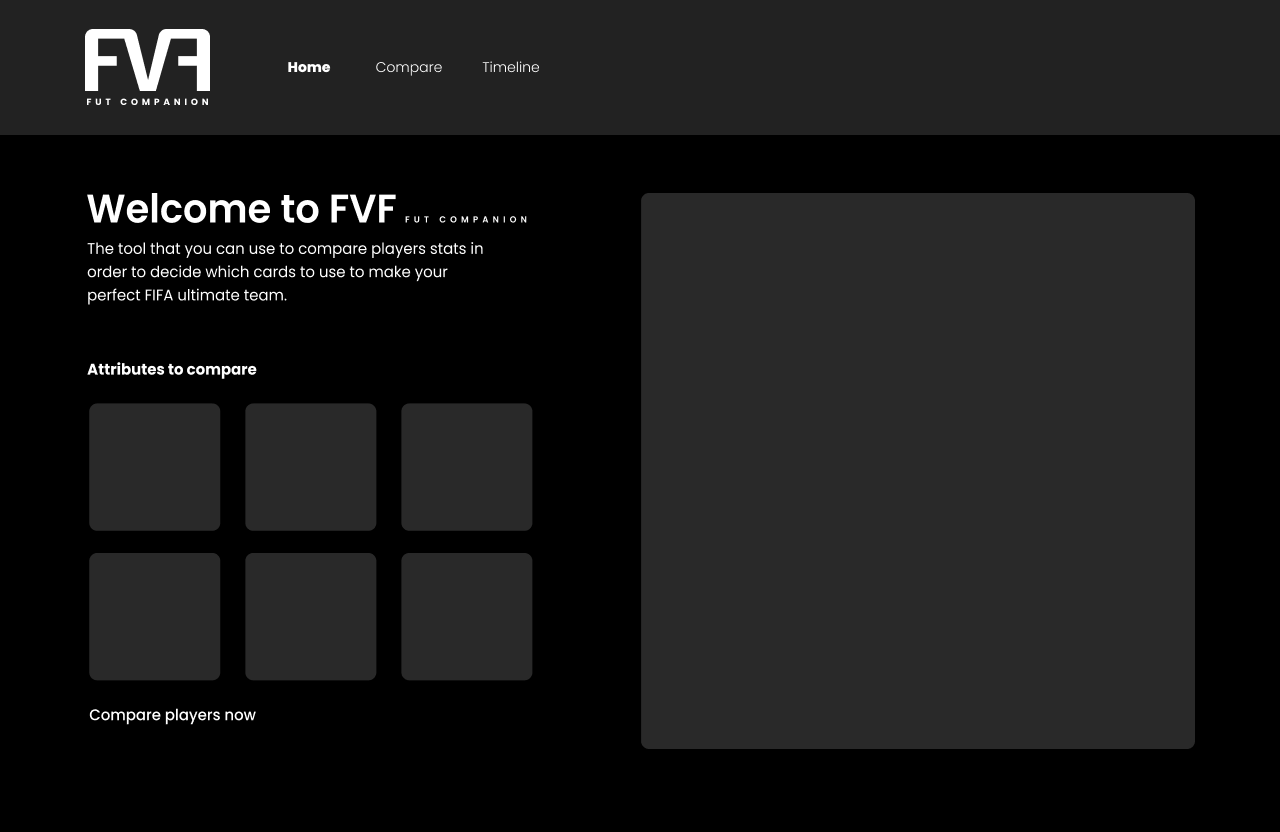 FVF
FUT COMPANION
Home Compare Timeline
Welcome to FVF FUT COMPANION
The tool that you can use to compare players stats in
order to decide which cards to use to make your
perfect FIFA ultimate team.
Attributes to compare
Compare players now